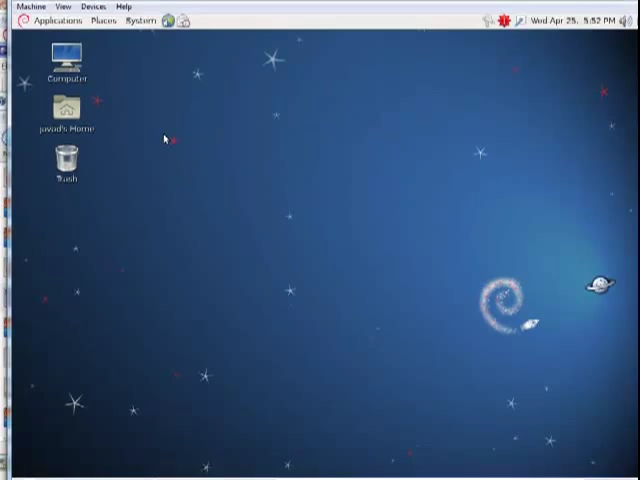 Machine View Devices Help
Applications Places System Wed Apr 25, 5:52 PM
Computer
javad's Home
Trash